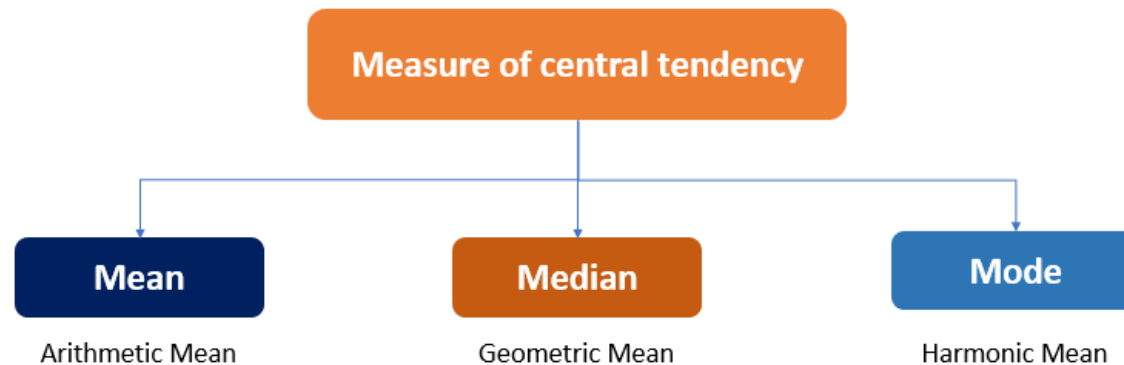 Measure of central tendency
Mean
Median
Mode
Arithmetic Mean
Geometric Mean
Harmonic Mean